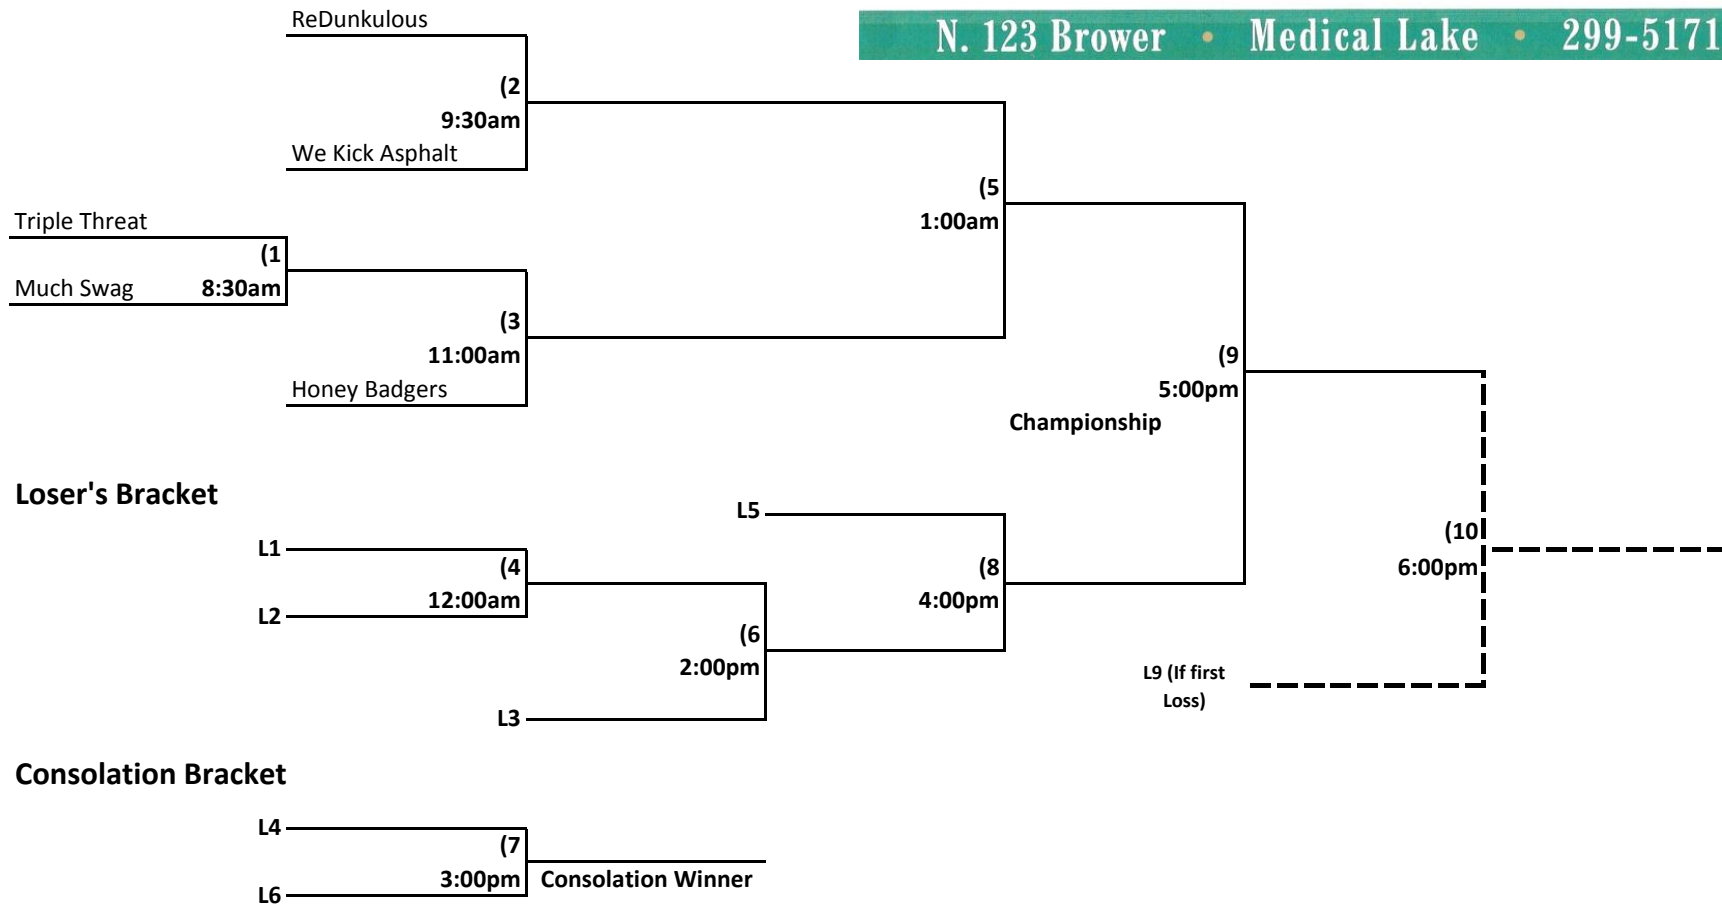 ReDunkulous
N. 123 Brower • Medical Lake • 299-5171
(2
9:30am
We Kick Asphalt
(5
1:00am
Triple Threat
(1
Much Swag 8:30am
(3
11:00am
Honey Badgers
(9
5:00pm
Championship
Loser's Bracket
L5
L1
(4
12:00am
L2
(8
4:00pm
(10
6:00pm
(6
2:00pm
L9 (If first
Loss)
L3
Consolation Bracket
L4
(7
3:00pm Consolation Winner
L6